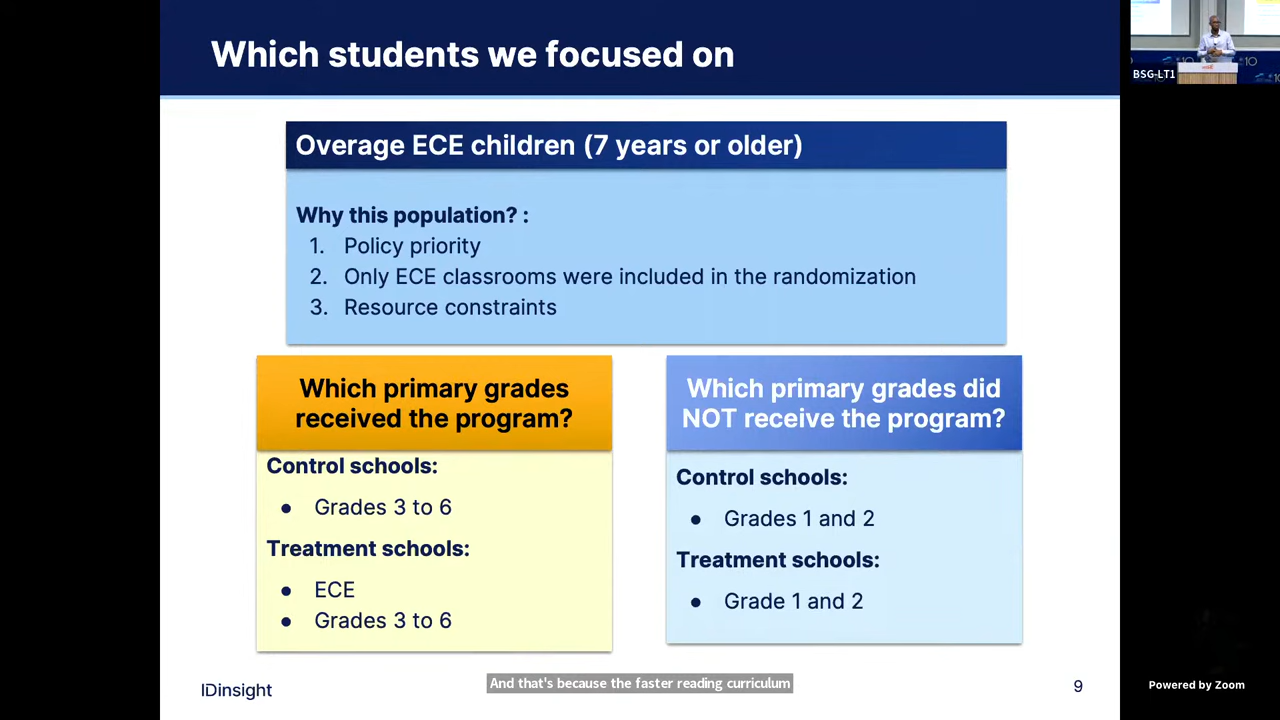 Which students we focused on
BSG-LT1
Overage ECE children (7 years or older)
Why this population? :
1. Policy priority
2. Only ECE classrooms were included in the randomization
3. Resource constraints
Which primary grades
received the program?
Control schools:
● Grades 3 to 6
Treatment schools:
● ECE
● Grades 3 to 6
Which primary grades did
NOT receive the program?
Control schools:
● Grades 1 and 2
Treatment schools:
● Grade 1 and 2
IDinsight
And that's because the faster reading curriculum
9
Powered by Zoom